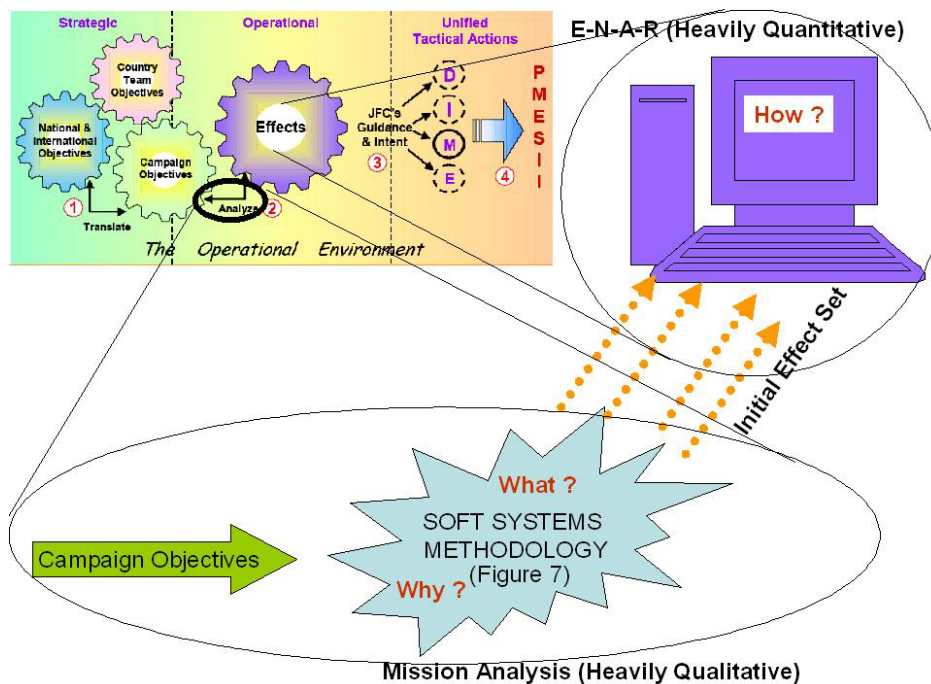 Strategic
Operational
Unified
Tactical Actions
E-N-A-R (Heavily Quantitative)
Country
Team
Objectives
National &
International
Objectives
Campaign
Objectives
Effects
JFC's
Guidance
& Intent
D
I
M
E
P
M
E
S
I
I
1
Translate
Analyze
2
3
4
The Operational Environment
How ?
Initial Effect Set
What ?
SOFT SYSTEMS
METHODOLOGY
(Figure 7)
Why ?
Campaign Objectives
Mission Analysis (Heavily Qualitative)